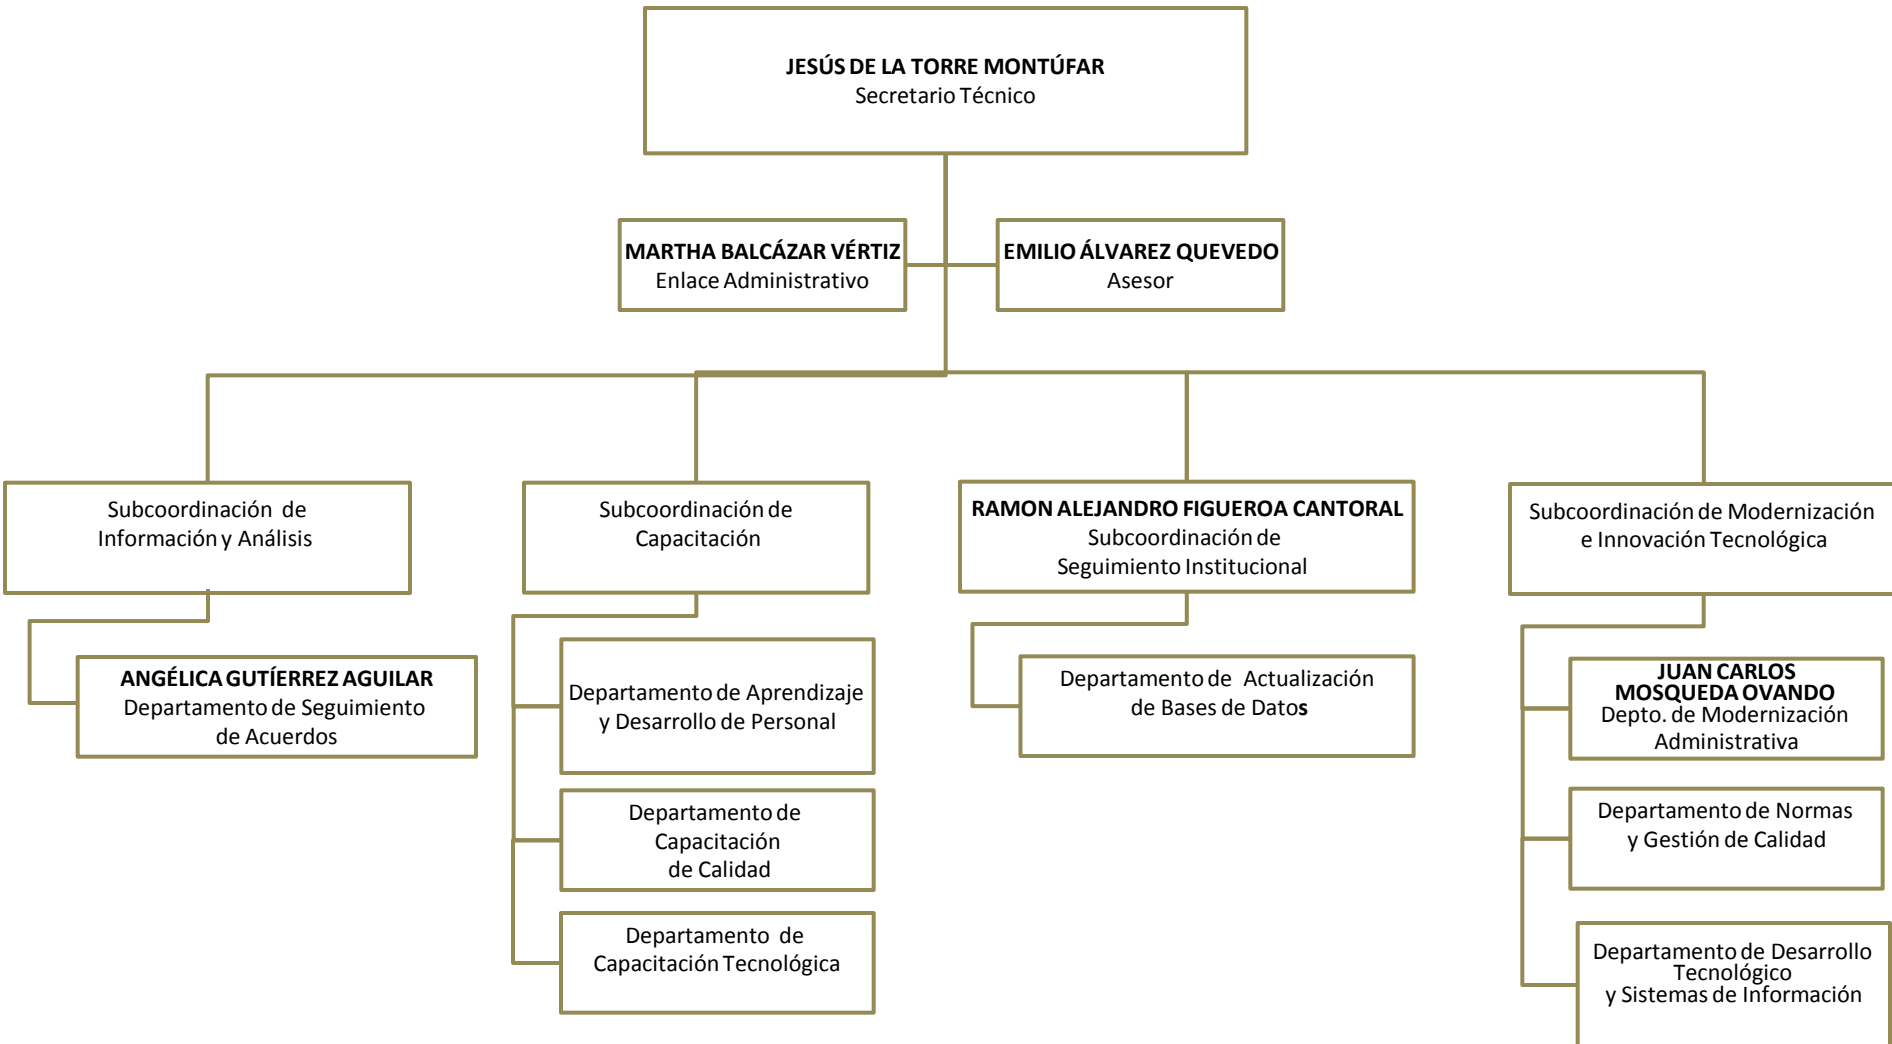 JESÚS DE LA TORRE MONTÚFAR
Secretario Técnico
MARTHA BALCÁZAR VÉRTIZ
Enlace Administrativo
EMILIO ÁLVAREZ QUEVEDO
Asesor
Subcoordinación de
Información y Análisis
Subcoordinación de
Capacitación
RAMON ALEJANDRO FIGUEROA CANTORAL
Subcoordinación de
Seguimiento Institucional
Subcoordinación de Modernización
e Innovación Tecnológica
ANGÉLICA GUTÍERREZ AGUILAR
Departamento de Seguimiento
de Acuerdos
Departamento de Aprendizaje
y Desarrollo de Personal
Departamento de
Capacitación
de Calidad
Departamento de
Capacitación Tecnológica
Departamento de Actualización
de Bases de Datos
JUAN CARLOS
MOSQUEDA OVANDO
Depto. de Modernización
Administrativa
Departamento de Normas
y Gestión de Calidad
Departamento de Desarrollo
Tecnológico
y Sistemas de Información